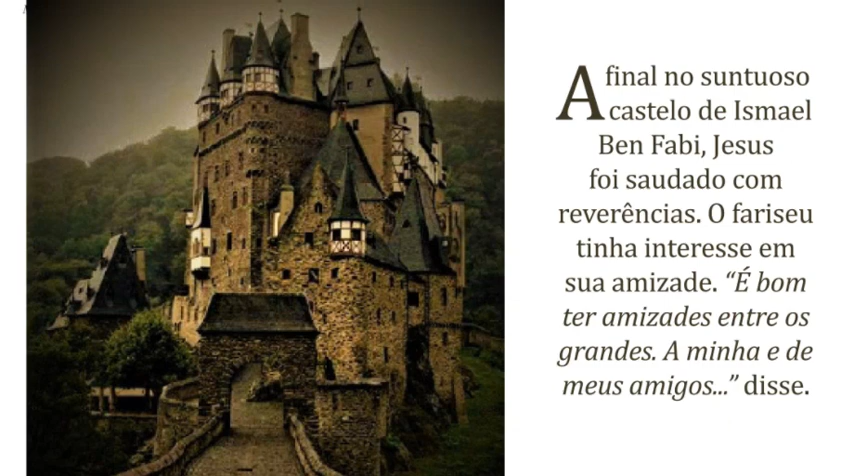 Afinal no suntuoso
castelo de Ismael
Ben Fabi, Jesus
foi saudado com
reverências. O fariseu
tinha interesse em
sua amizade. “É bom
ter amizades entre os
grandes. A minha e de
meus amigos...” disse.